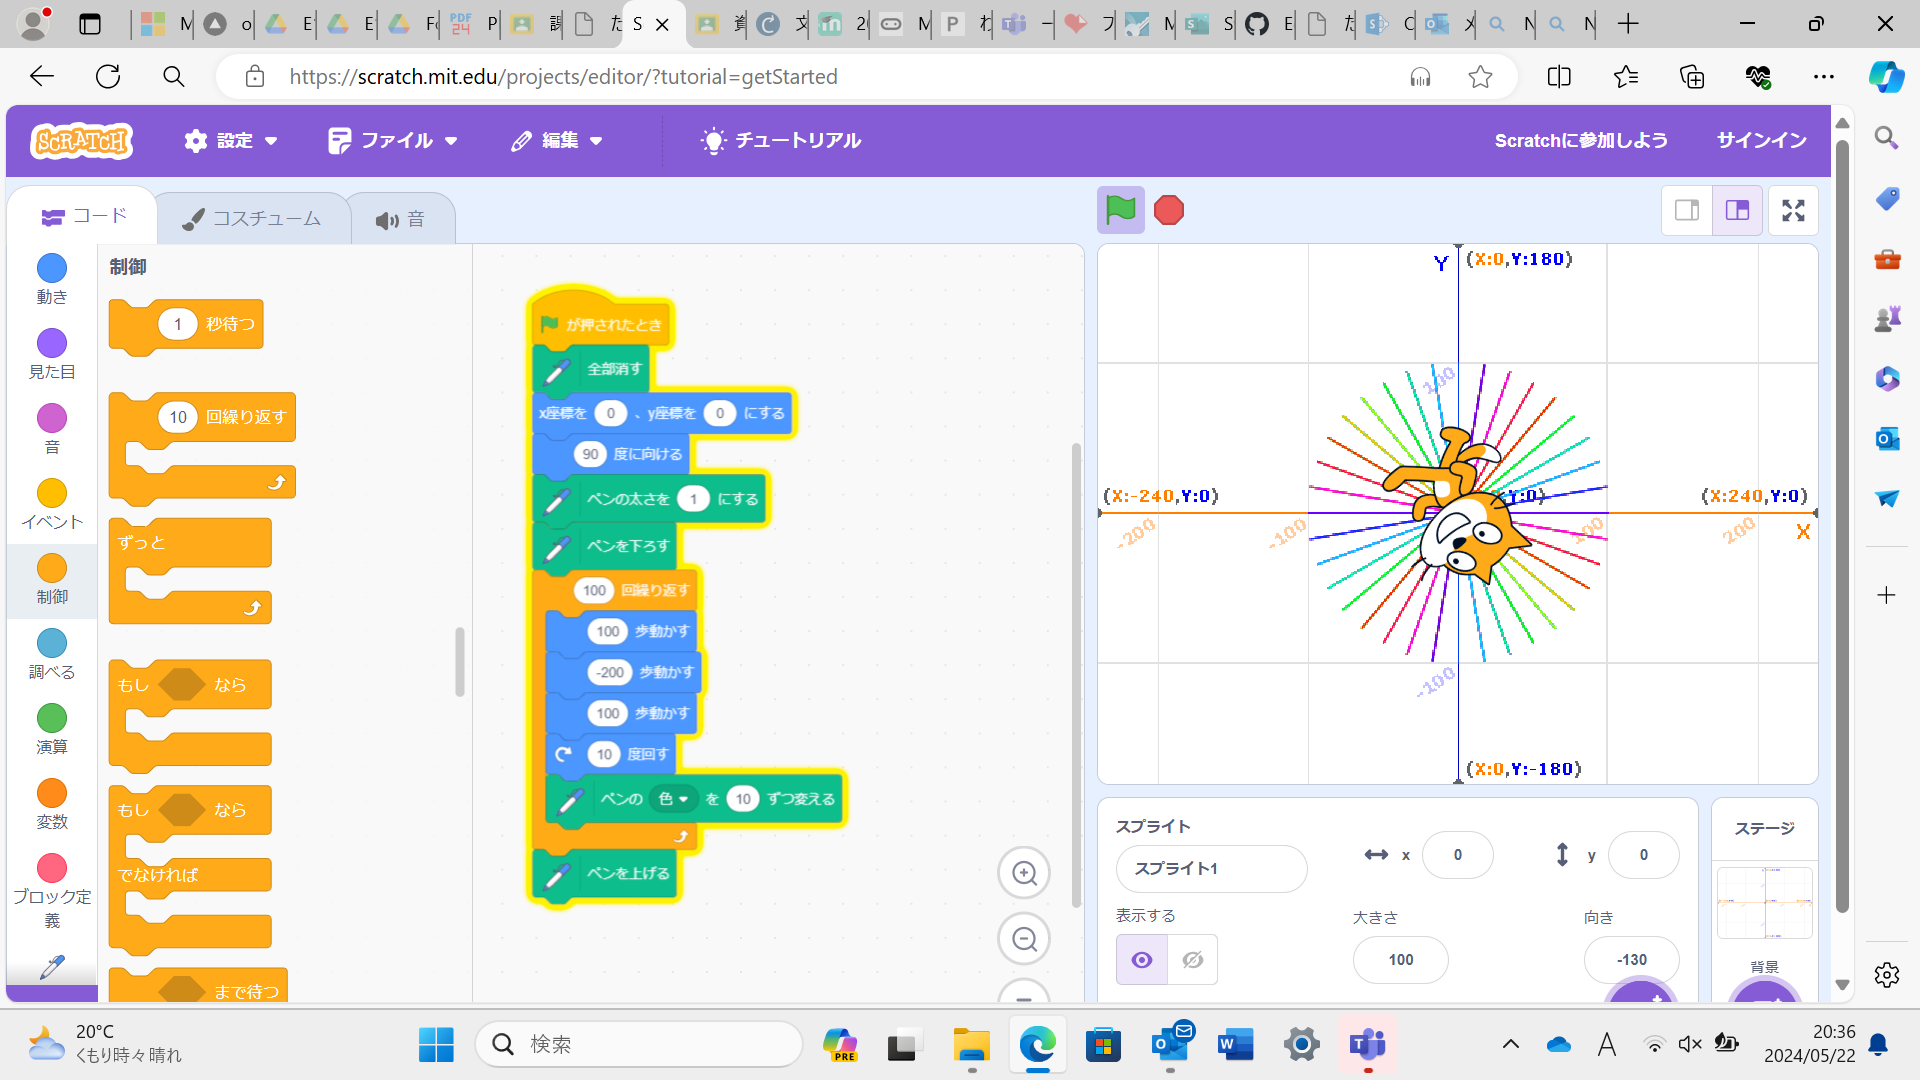 https://scratch.mit.edu/projects/editor/?tutorial=getStarted
SCRATCH
設定
ファイル
編集
チュートリアル
Scratchに参加しよう
サインイン
コード
コスチューム
音
動き
見た目
音
イベント
制御
調べる
演算
変数
ブロック定義
制御
1 秒待つ
10 回繰り返す
ずっと
もし なら
もし なら
でなければ
まで待つ
が押されたとき
全部消す
x座標を 0 、y座標を 0 にする
90 度に向ける
ペンの太さを 1 にする
ペンを下ろす
100 回繰り返す
100 歩動かす
-200 歩動かす
100 歩動かす
10 度回す
ペンの 色 を 10 ずつ変える
ペンを上げる
Y
(X:0,Y:180)
100
(X:-240,Y:0)
(X:240,Y:0)
-200
-100
100
200
X
-100
(X:0,Y:-180)
スプライト
スプライト1
x 0
y 0
表示する
大きさ
100
向き
-130
ステージ
背景
20°C
くもり時々 晴れ
検索
PRE
A
20:36
2024/05/22